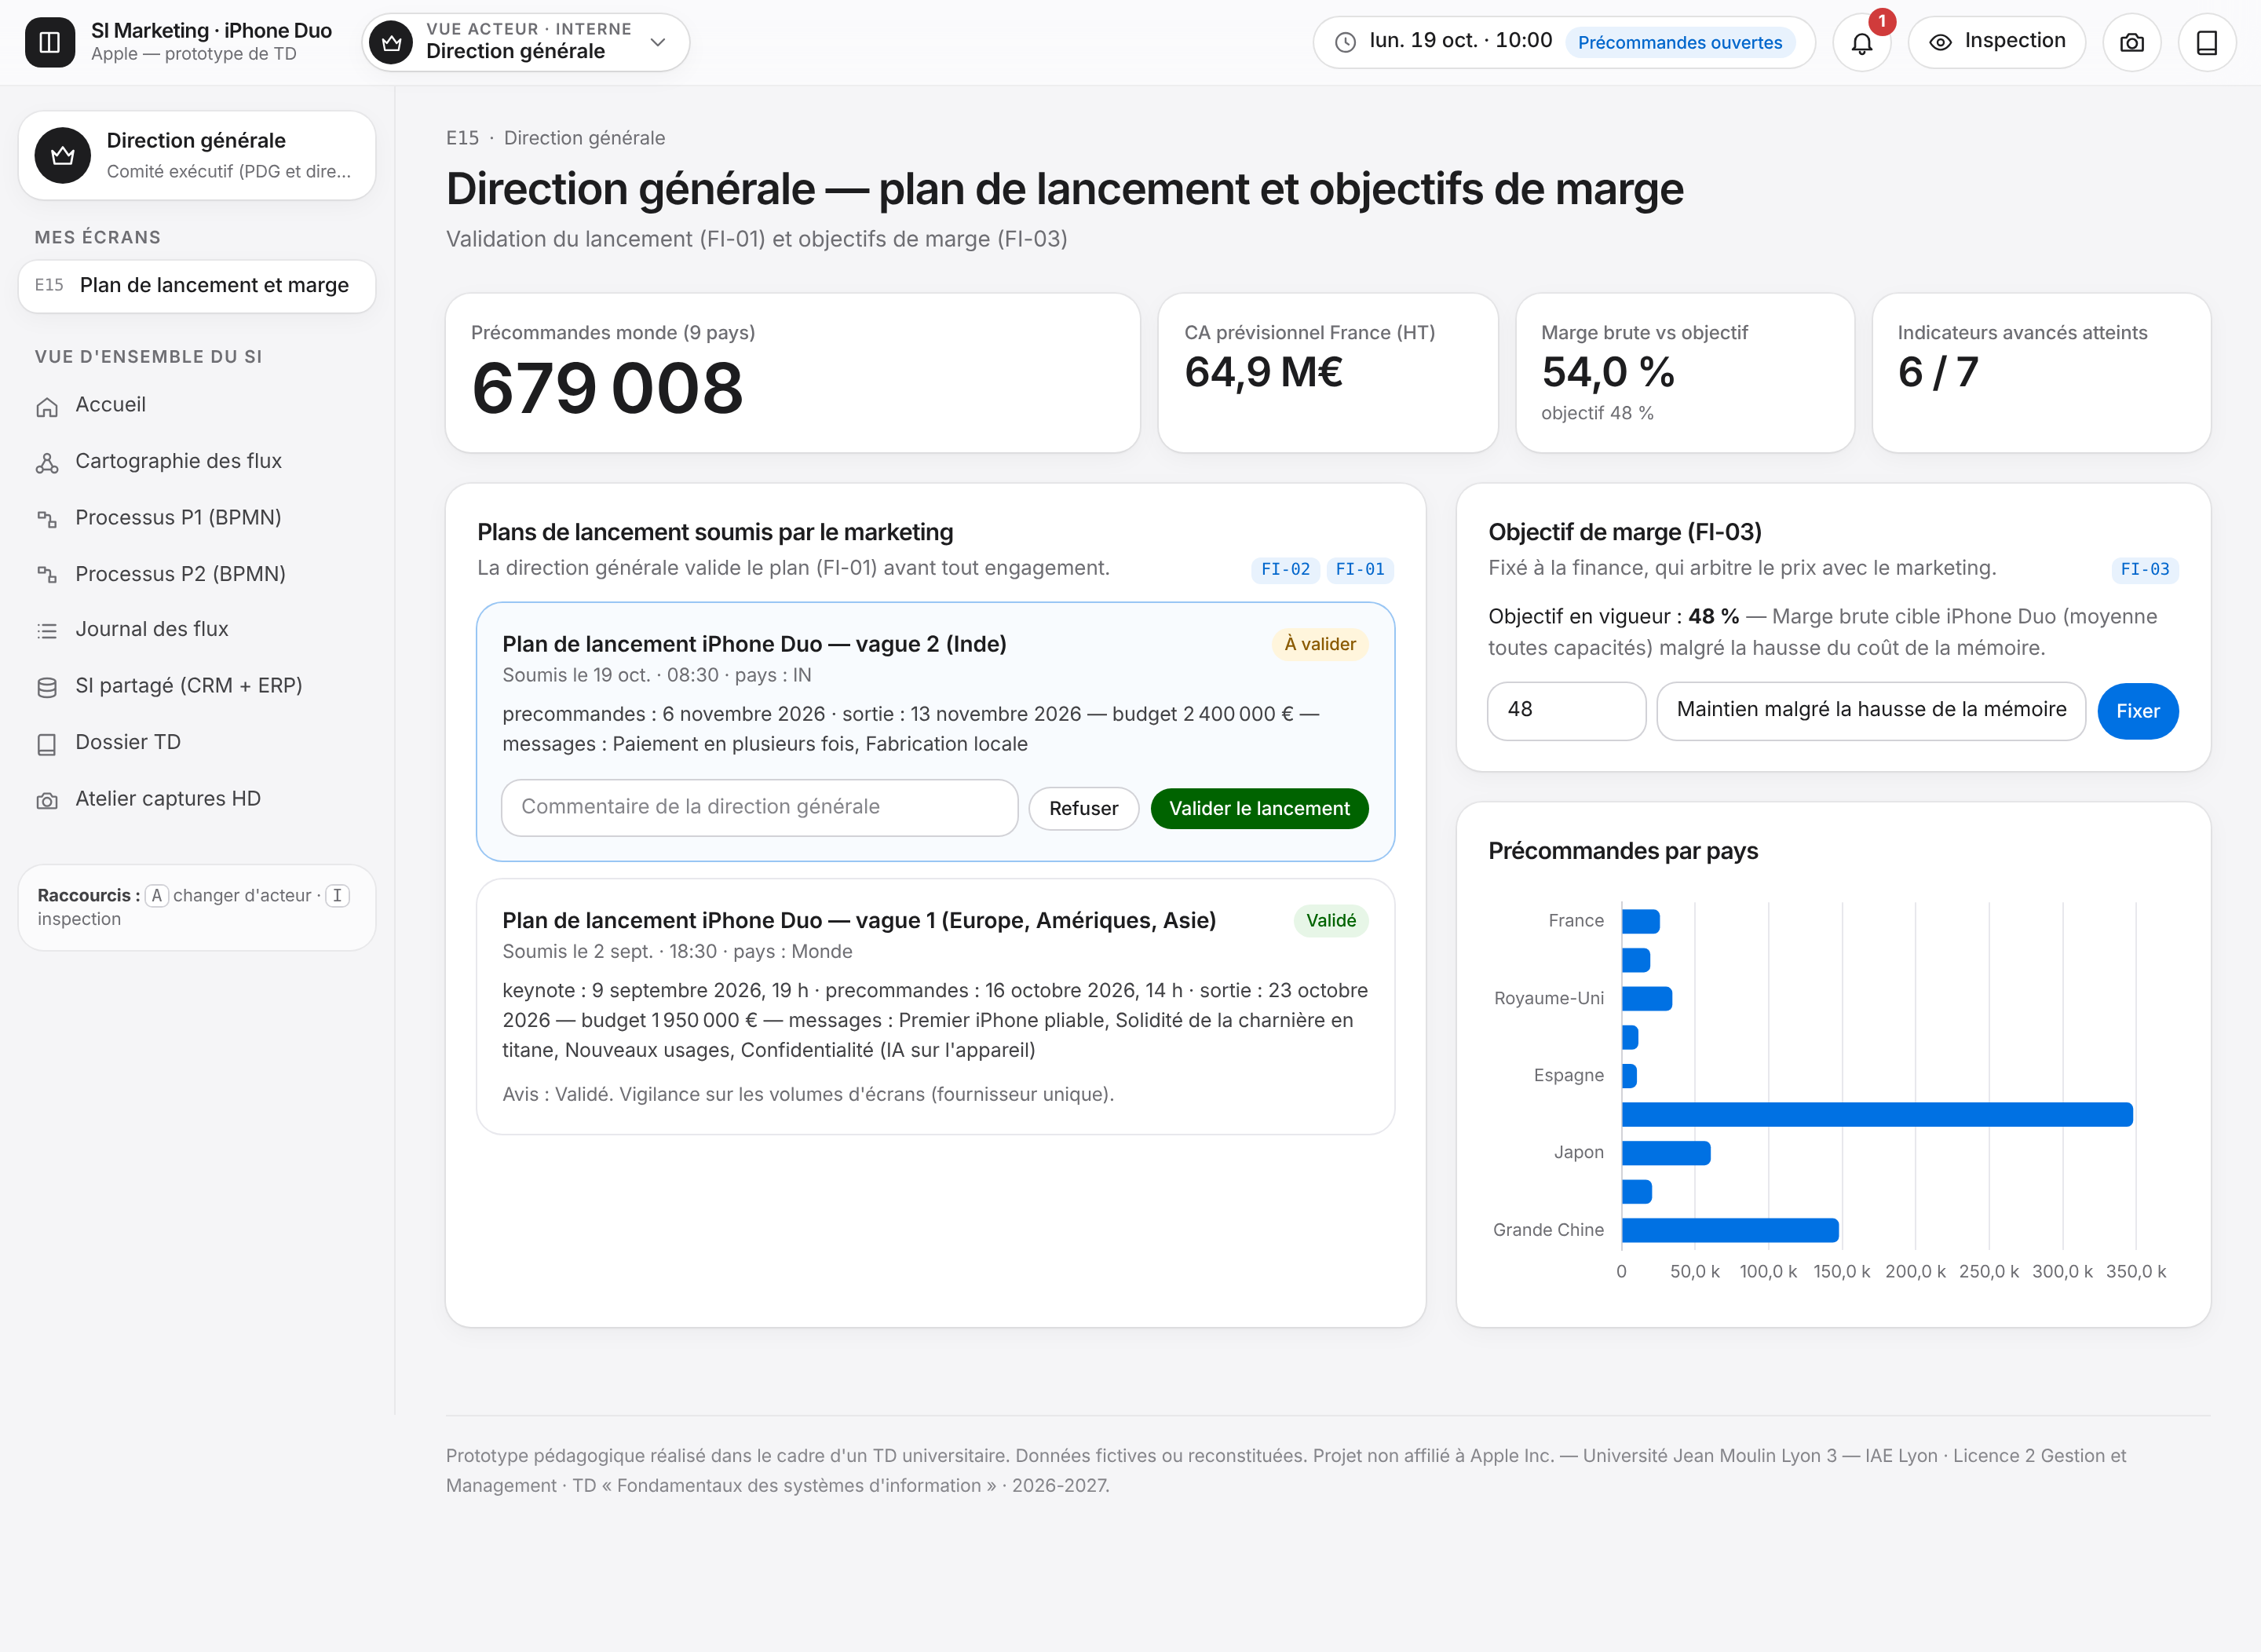 SI Marketing · iPhone Duo
Apple — prototype de TD
VUE ACTEUR · INTERNE
Direction générale
lun. 19 oct. · 10:00
Précommandes ouvertes
1
Inspection
Direction générale
Comité exécutif (PDG et dire...
MES ÉCRANS
E15 Plan de lancement et marge
VUE D'ENSEMBLE DU SI
Accueil
Cartographie des flux
Processus P1 (BPMN)
Processus P2 (BPMN)
Journal des flux
SI partagé (CRM + ERP)
Dossier TD
Atelier captures HD
Raccourcis : A changer d'acteur · I
inspection
E15 · Direction générale
Direction générale — plan de lancement et objectifs de marge
Validation du lancement (FI-01) et objectifs de marge (FI-03)
Précommandes monde (9 pays)
679 008
CA prévisionnel France (HT)
64,9 M€
Marge brute vs objectif
54,0 %
objectif 48 %
Indicateurs avancés atteints
6 / 7
Plans de lancement soumis par le marketing
La direction générale valide le plan (FI-01) avant tout engagement.
FI-02 FI-01
Plan de lancement iPhone Duo — vague 2 (Inde)
À valider
Soumis le 19 oct. · 08:30 · pays : IN
precommandes : 6 novembre 2026 · sortie : 13 novembre 2026 — budget 2 400 000 € —
messages : Paiement en plusieurs fois, Fabrication locale
Commentaire de la direction générale
Refuser
Valider le lancement
Plan de lancement iPhone Duo — vague 1 (Europe, Amériques, Asie)
Validé
Soumis le 2 sept. · 18:30 · pays : Monde
keynote : 9 septembre 2026, 19 h · precommandes : 16 octobre 2026, 14 h · sortie : 23 octobre
2026 — budget 1 950 000 € — messages : Premier iPhone pliable, Solidité de la charnière en
titane, Nouveaux usages, Confidentialité (IA sur l'appareil)
Avis : Validé. Vigilance sur les volumes d'écrans (fournisseur unique).
Objectif de marge (FI-03)
Fixé à la finance, qui arbitre le prix avec le marketing.
FI-03
Objectif en vigueur : 48 % — Marge brute cible iPhone Duo (moyenne
toutes capacités) malgré la hausse du coût de la mémoire.
48
Maintien malgré la hausse de la mémoire
Fixer
Précommandes par pays
France
Royaume-Uni
Espagne
Japon
Grande Chine
0 50,0 k 100,0 k 150,0 k 200,0 k 250,0 k 300,0 k 350,0 k
Prototype pédagogique réalisé dans le cadre d'un TD universitaire. Données fictives ou reconstituées. Projet non affilié à Apple Inc. — Université Jean Moulin Lyon 3 — IAE Lyon · Licence 2 Gestion et
Management · TD « Fondamentaux des systèmes d'information » · 2026-2027.